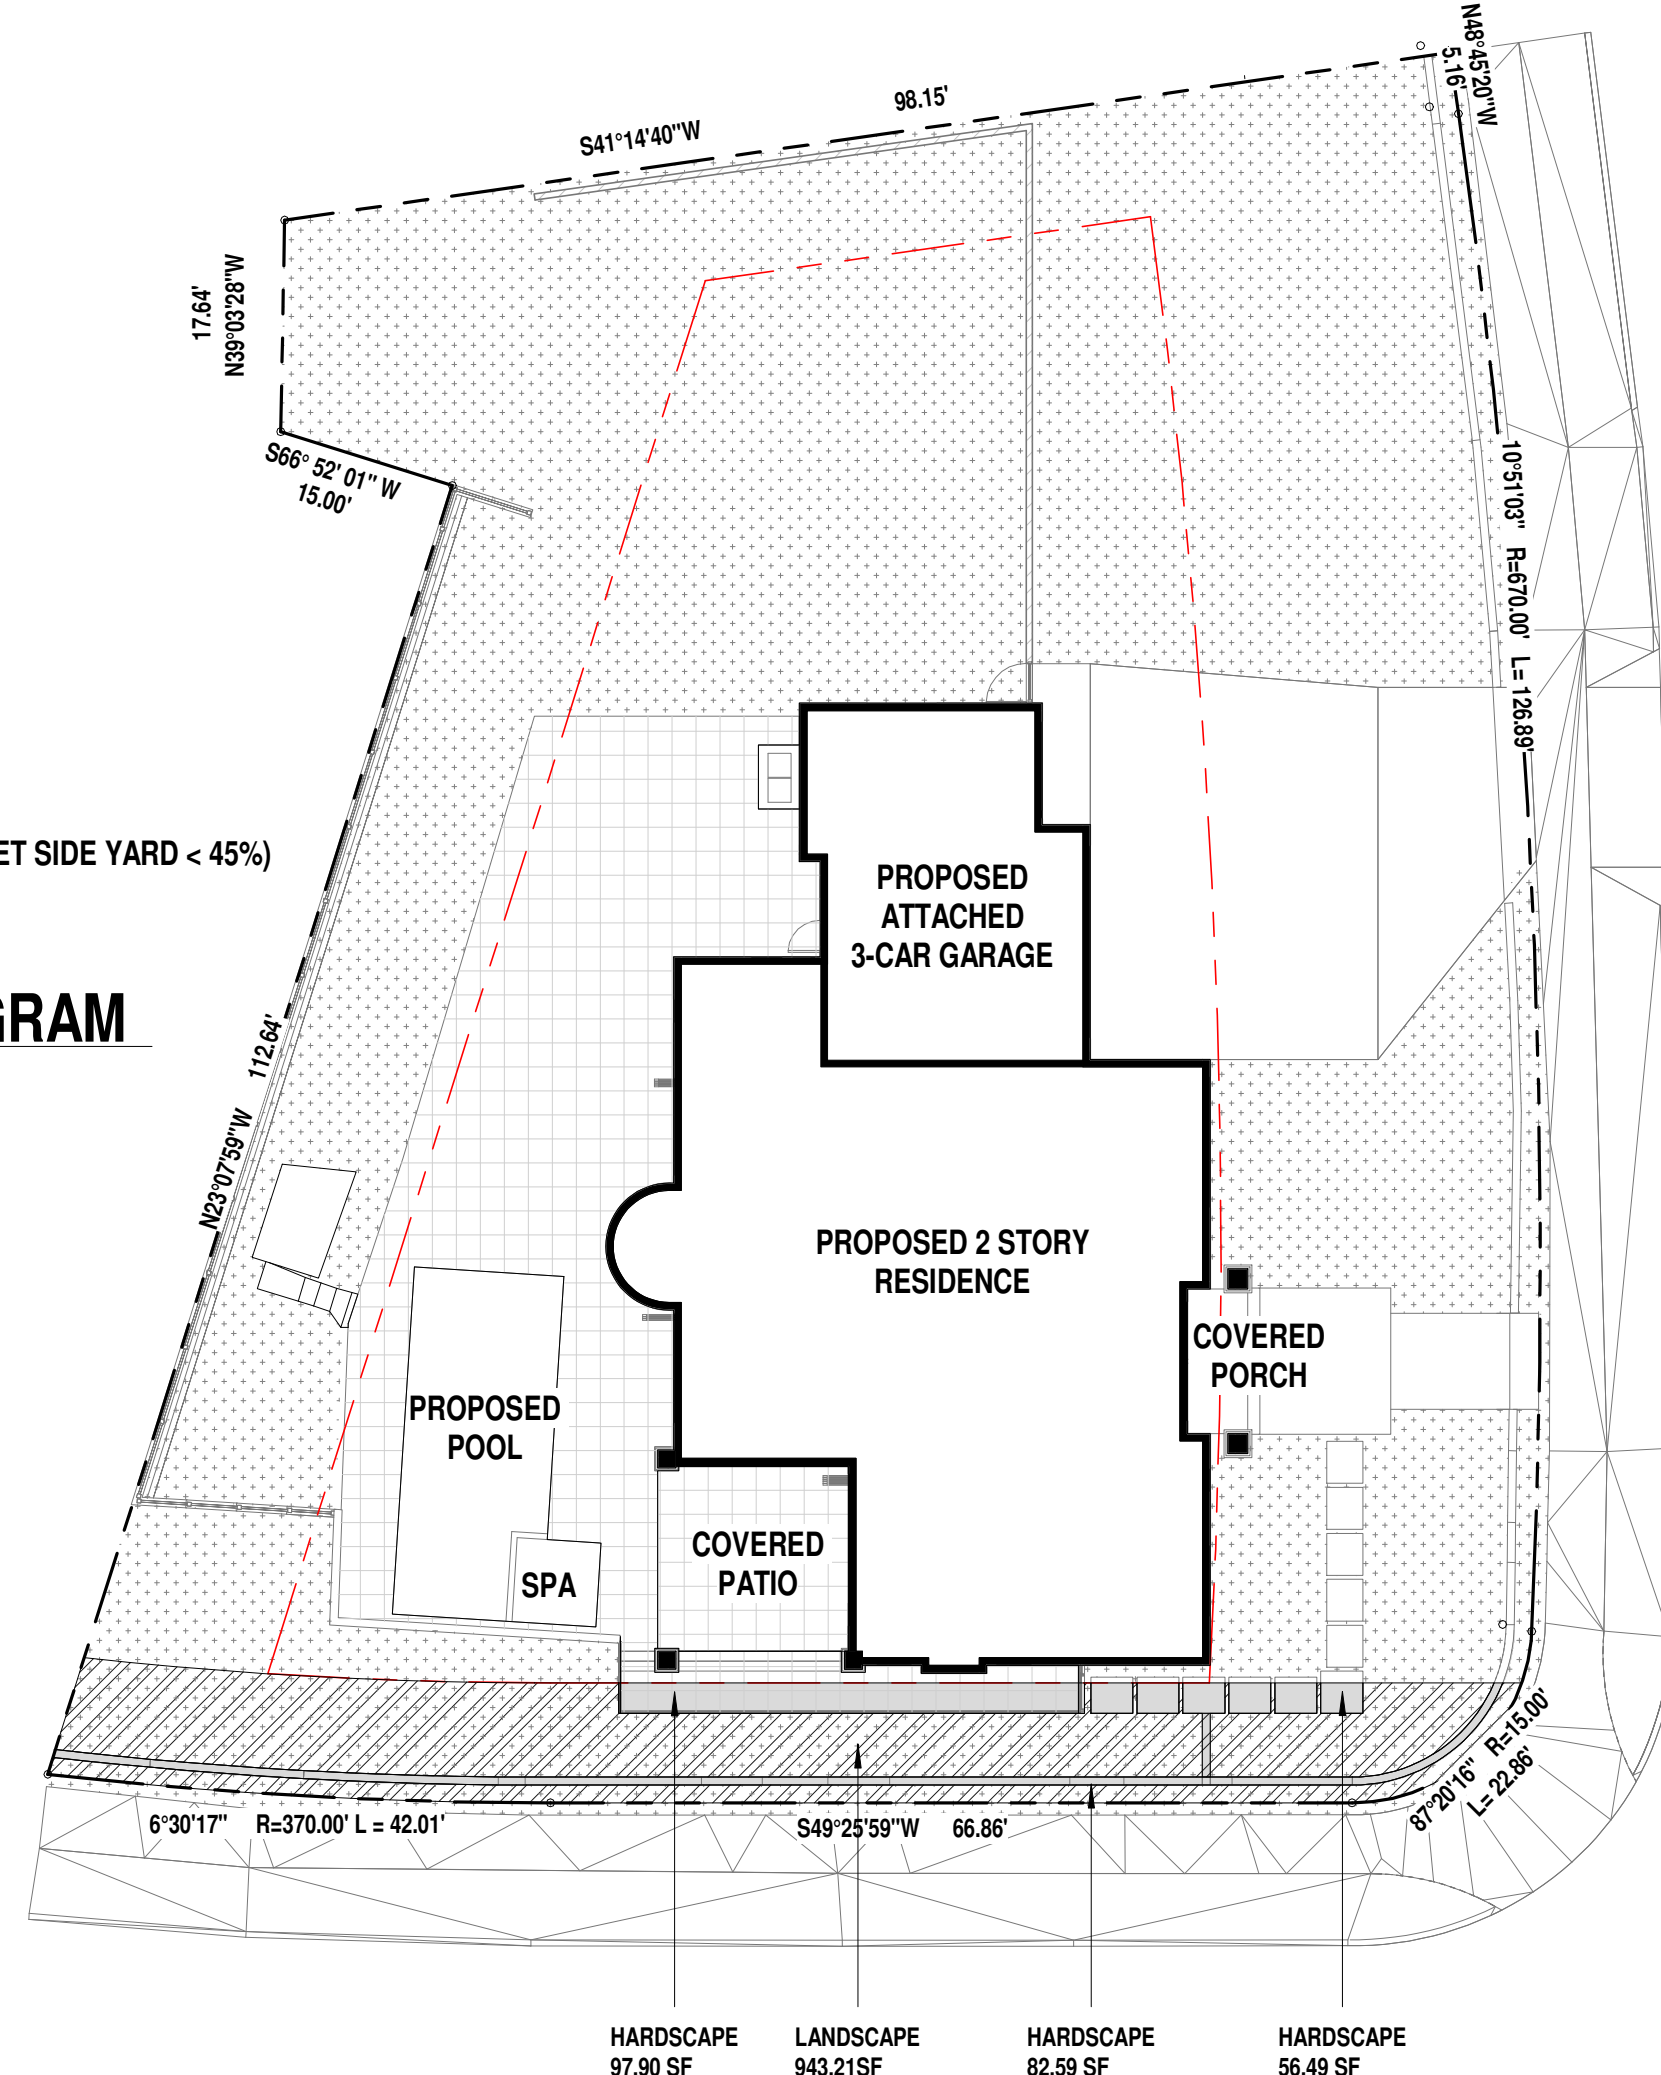 N48°45'20"W
5.16'
98.15'
S41°14'40"W
17.64'
N39°03'28"W
S66° 52' 01" W
15.00'
10°51'03" R=670.00' L= 126.89'
ET SIDE YARD < 45%)
PROPOSED
ATTACHED
3-CAR GARAGE
GRAM
112.64'
N23°07'59"W
PROPOSED 2 STORY
RESIDENCE
COVERED
PORCH
PROPOSED
POOL
COVERED
PATIO
SPA
R=15.00'
87°20'16"
L= 22.86'
6°30'17" R=370.00' L = 42.01'
S49°25'59"W 66.86'
HARDSCAPE
97.90 SF
LANDSCAPE
943.21SF
HARDSCAPE
82.59 SF
HARDSCAPE
56.49 SF